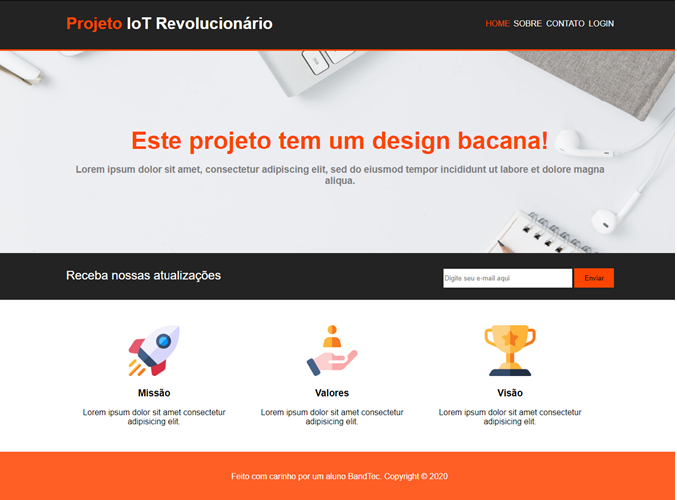 Projeto IoT Revolucionário
HOME SOBRE CONTATO LOGIN
Este projeto tem um design bacana!
Lorem ipsum dolor sit amet, consectetur adipiscing elit, sed do eiusmod tempor incididunt ut labore et dolore magna
aliqua.
Receba nossas atualizações
Digite seu e-mail aqui
Enviar
Missão
Lorem ipsum dolor sit amet consectetur
adipisicing elit.
Valores
Lorem ipsum dolor sit amet consectetur
adipisicing elit.
Visão
Lorem ipsum dolor sit amet consectetur
adipisicing elit.
Feito com carinho por um aluno BandTec. Copyright © 2020